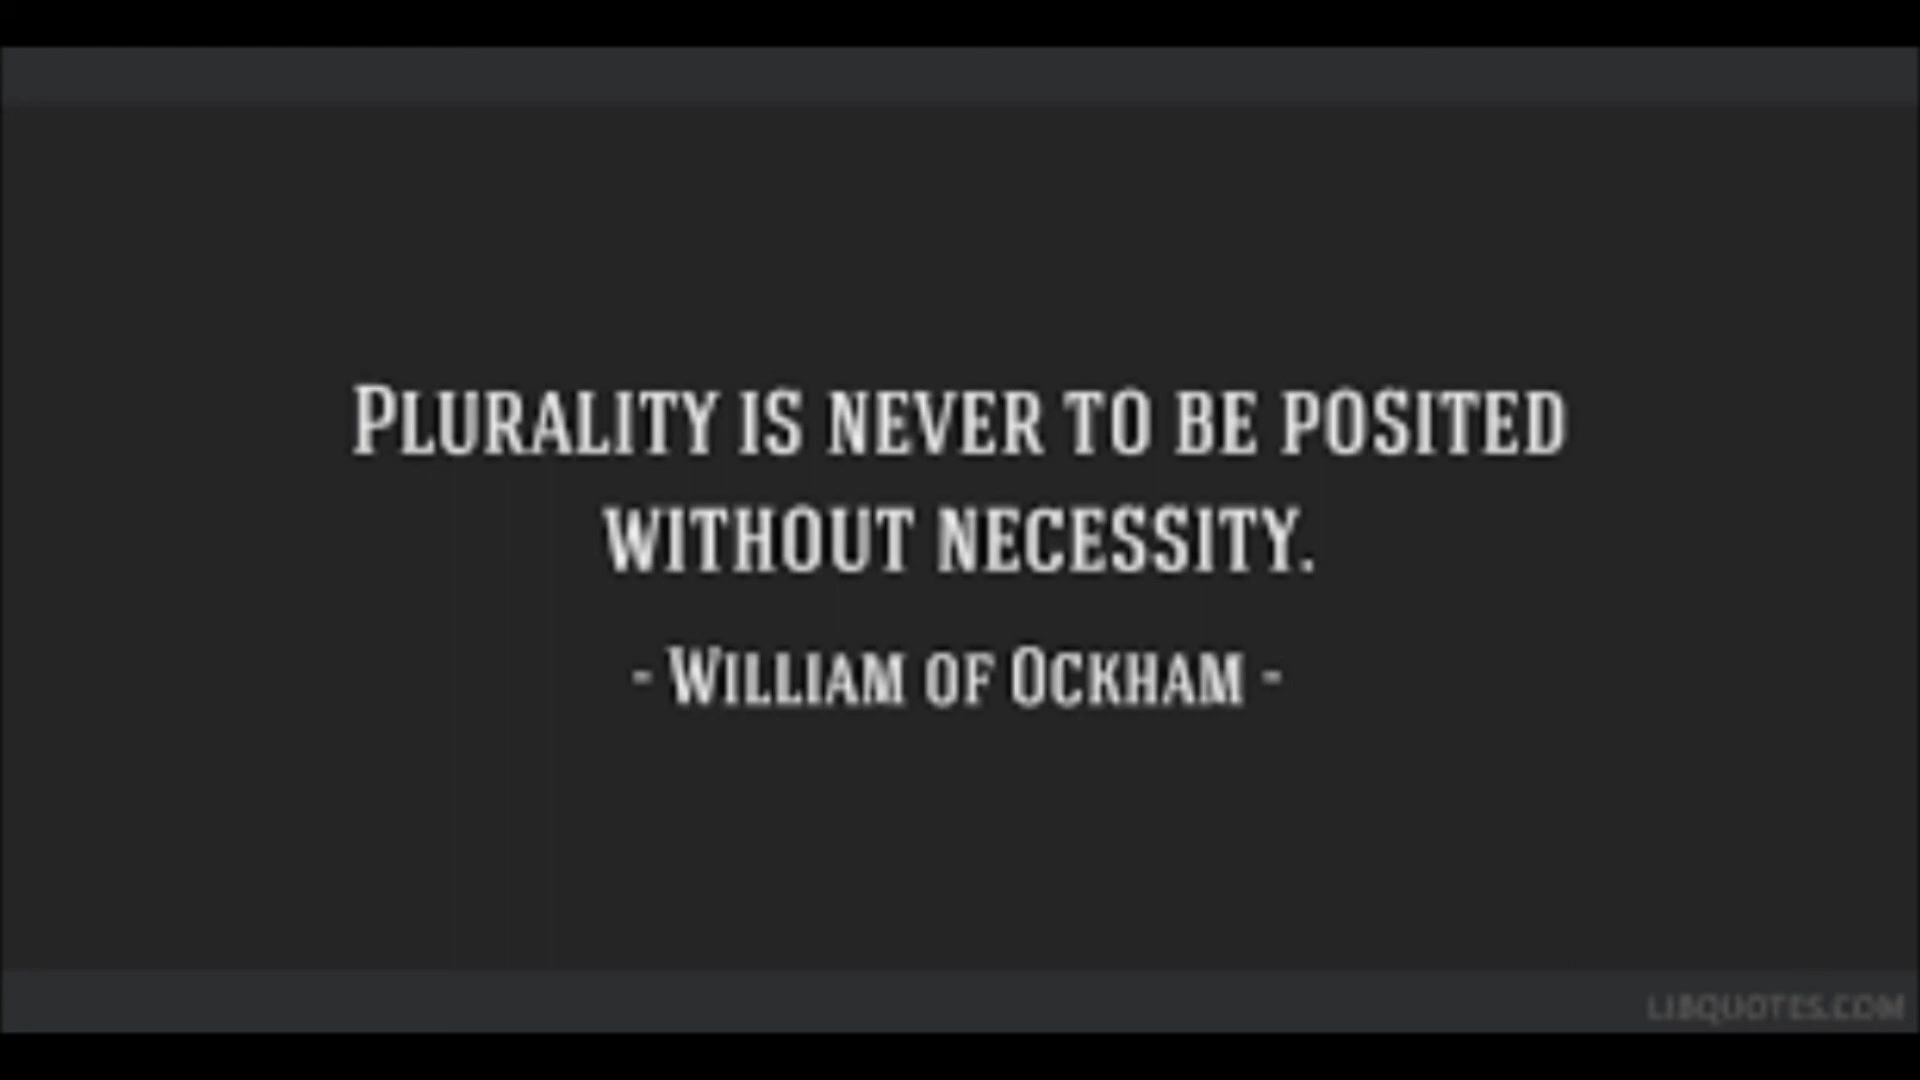 Plurality is never to be posited
without necessity.
- William of Ockham -
LIBQUOTES.COM